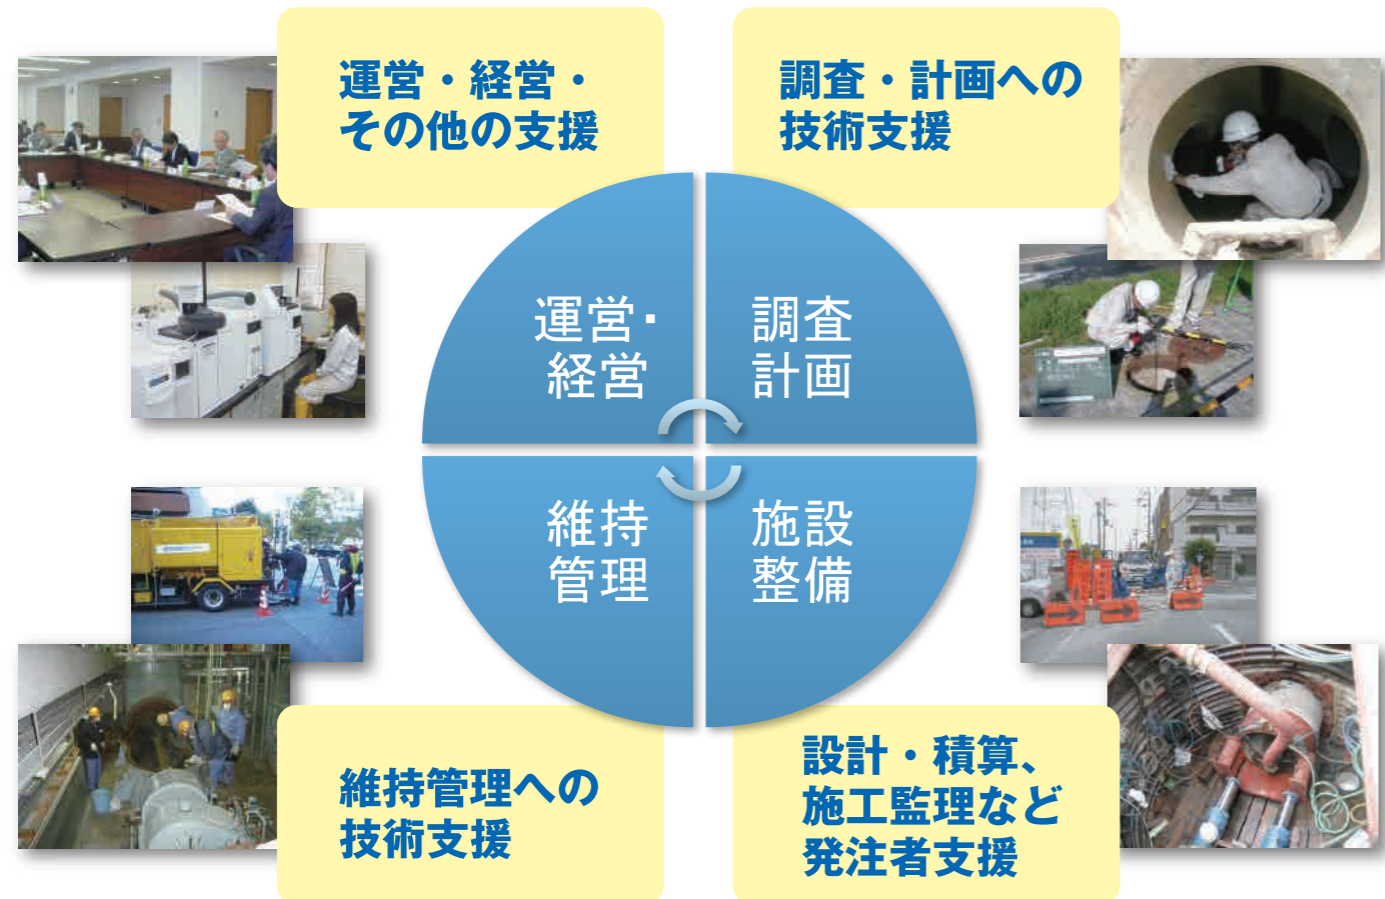 運営・経営・
その他の支援
調査・計画への
技術支援
運営・
経営
調査
計画
維持
管理
施設
整備
維持管理への
技術支援
設計・積算、
施工監理など
発注者支援